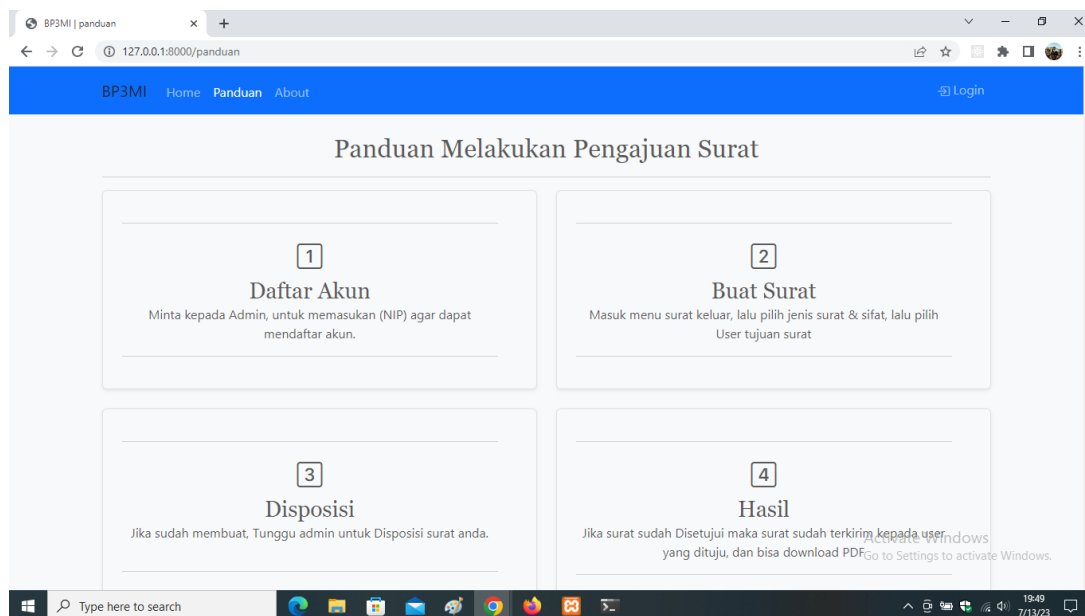 BP3MI | panduan
127.0.0.1:8000/panduan
BP3MI Home Panduan About Login
Panduan Melakukan Pengajuan Surat
1
Daftar Akun
Minta kepada Admin, untuk memasukan (NIP) agar dapat
mendaftar akun.
2
Buat Surat
Masuk menu surat keluar, lalu pilih jenis surat & sifat, lalu pilih
User tujuan surat
3
Disposisi
Jika sudah membuat, Tunggu admin untuk Disposisi surat anda.
4
Hasil
Jika surat sudah Disetujui maka surat sudah terkirim kepada user
yang dituju, dan bisa download PDF
Activate Windows
Go to Settings to activate Windows.
Type here to search
19:49
7/13/23